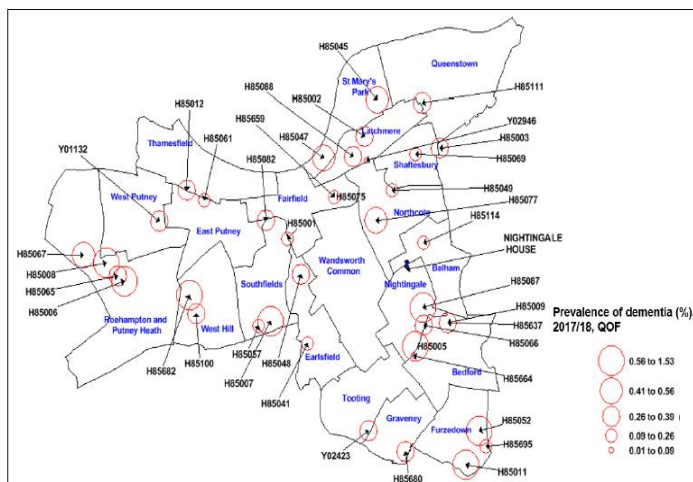 H85045
Queenstown
St Mary's
Park
H85088
H85111
H85002
H85012
H85659
Latchmere
Y02946
H85061
H85047
H85003
Thamesfield
Shaftesbury
H85069
Y01132
H85082
Fairfield
H85075
H85049
West Putney
H85077
Northcote
H85001
H85114
East Putney
NIGHTINGALE
HOUSE
H85067
Wandsworth
Common
Balham
H85008
Southfields
Nightingale
H85087
H85065
H85009
H85006
Roehampton and
Putney Heath
West Hill
H85637
H85066
H85057
H85005
H85100
H85007
H85048
Earlsfield
H85664
H85682
H85041
Bedford
Tooting
Graveney
Furzedown
H85052
H85695
Y02423
H85011
H85680
Prevalence of dementia (%)
2017/18, QOF
0.56 to 1.53
0.41 to 0.56
0.26 to 0.39
0.09 to 0.26
0.01 to 0.09